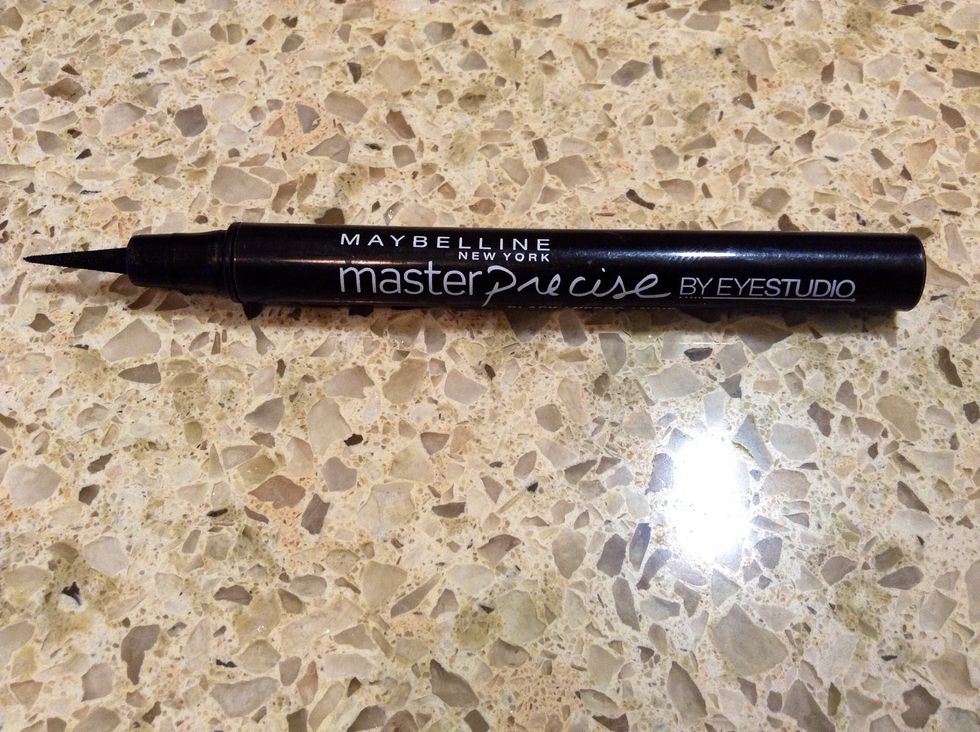 MAYBELLINE
NEW YORK
master precise BY EYESTUDIO